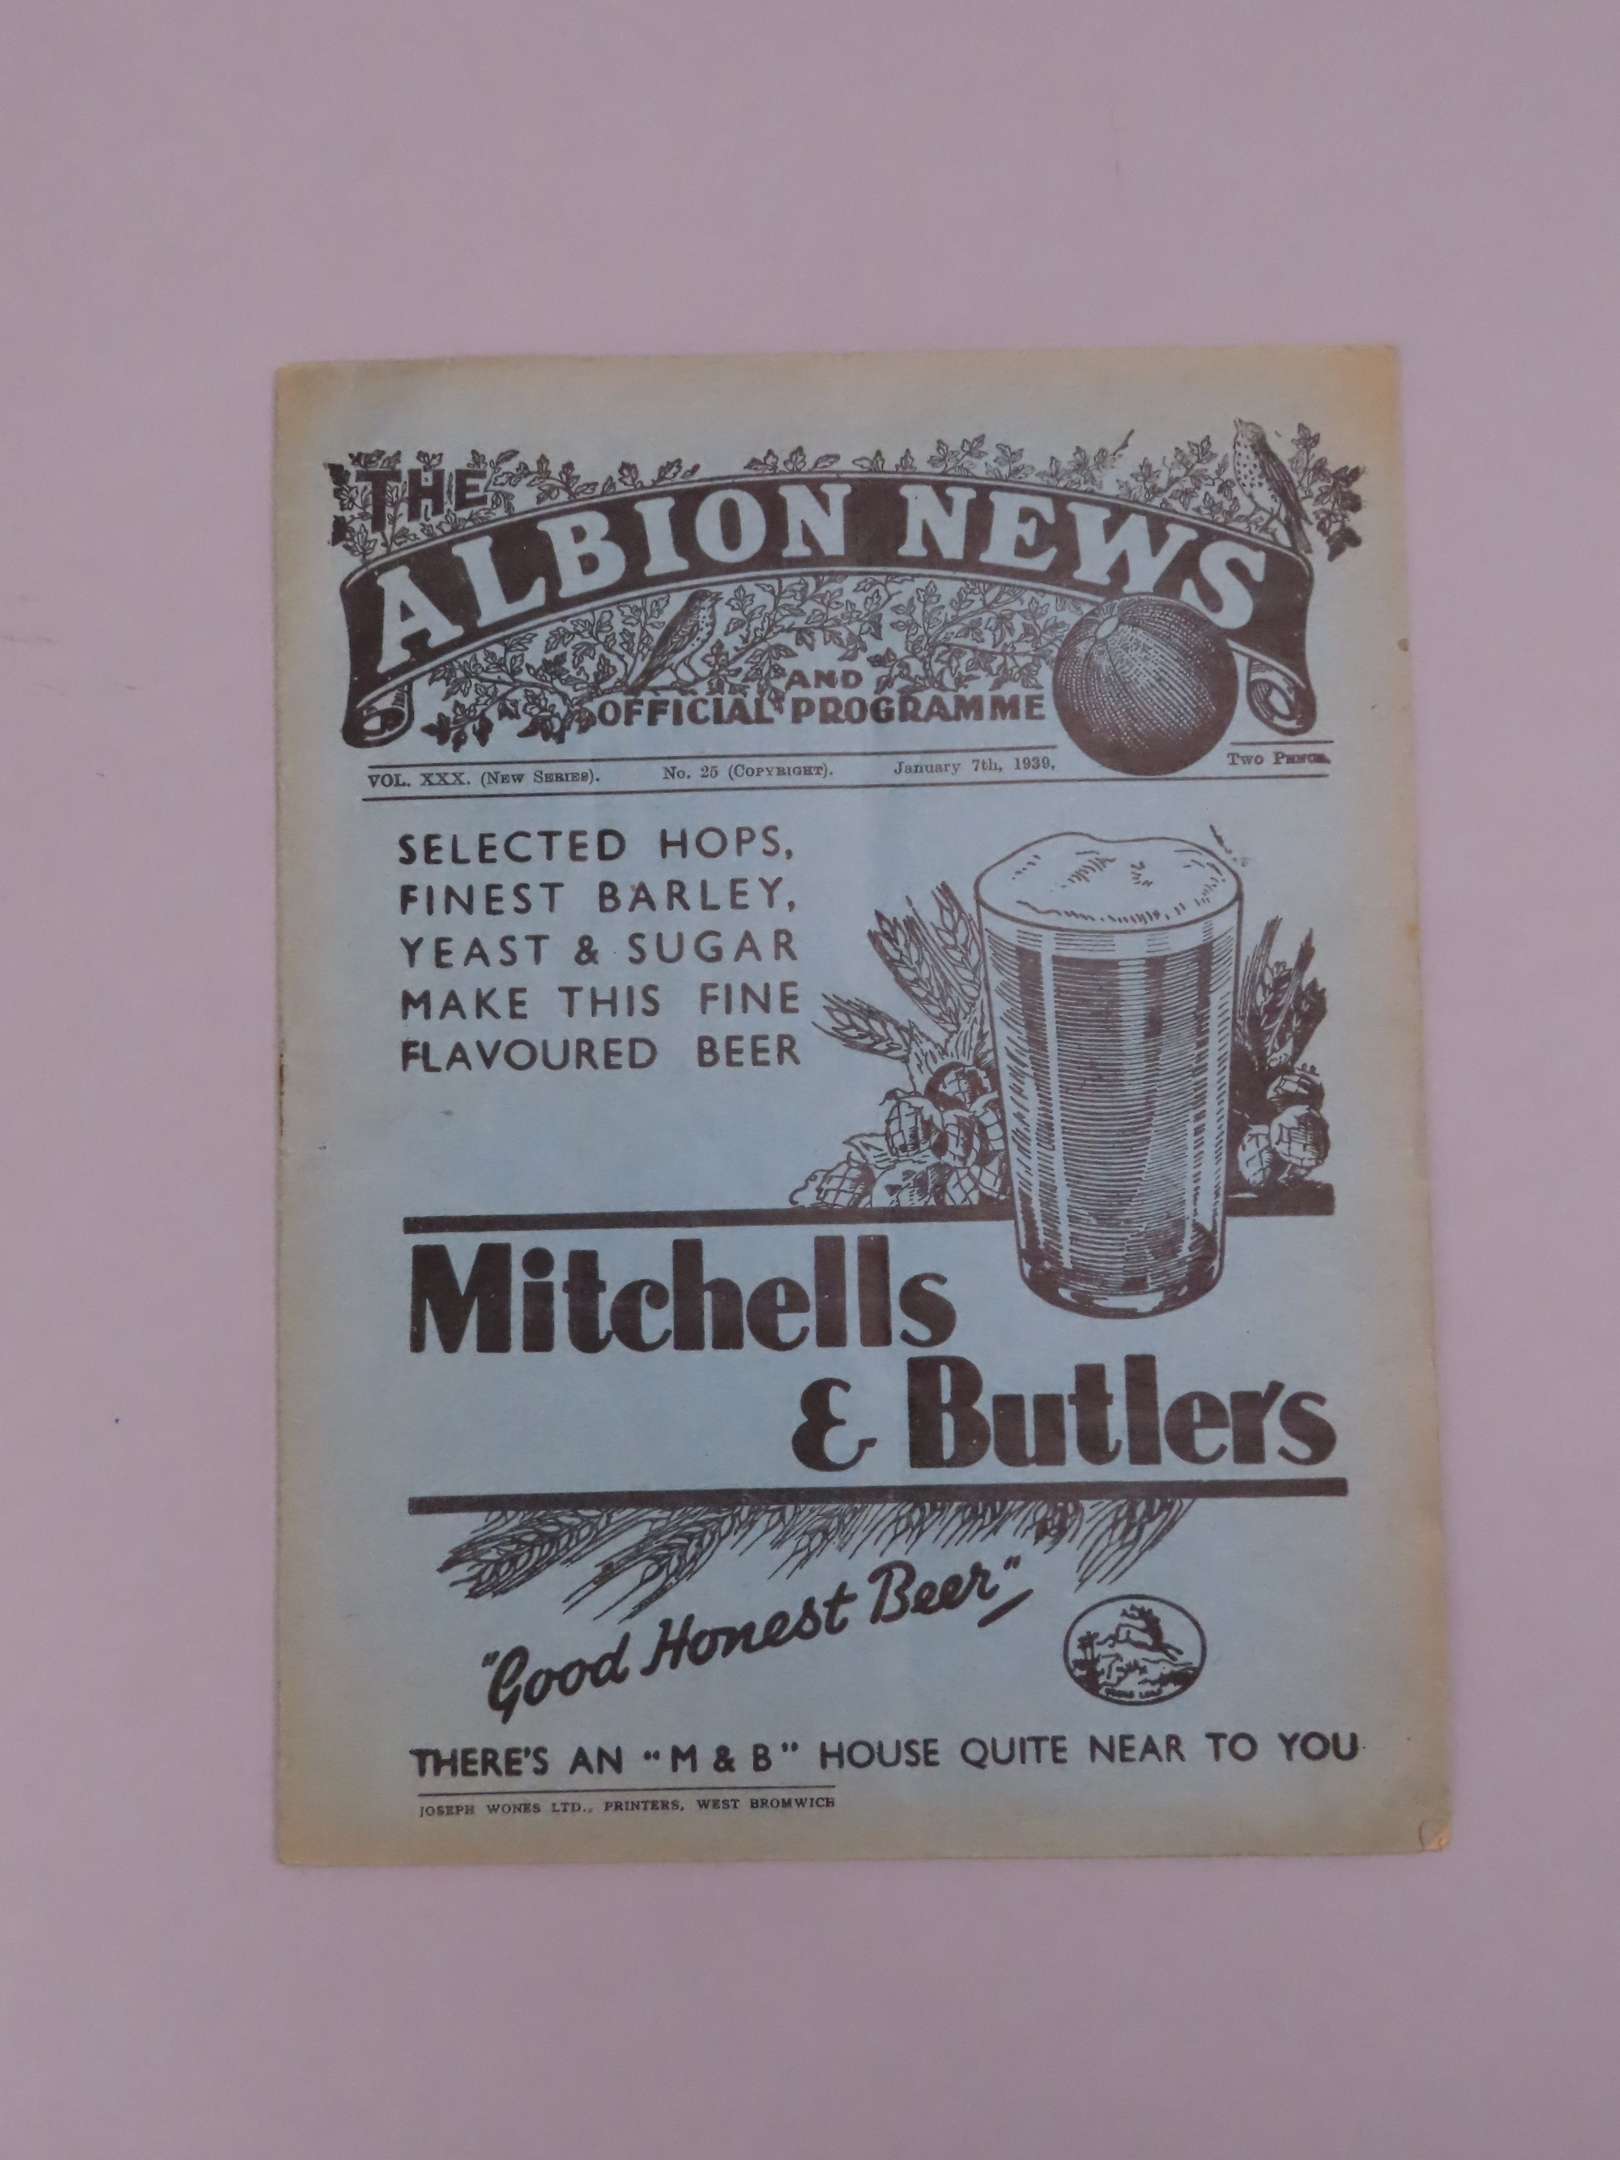 THE
ALBION NEWS
AND
OFFICIAL PROGRAMME
VOL. XXX. (New Series). No. 25 (Copyright). January 7th, 1939. Two Pence.
SELECTED HOPS,
FINEST BARLEY,
YEAST & SUGAR
MAKE THIS FINE
FLAVOURED BEER
Mitchells
& Butlers
"Good Honest Beer"
THERE'S AN "M & B" HOUSE QUITE NEAR TO YOU
JOSEPH WONES LTD., PRINTERS, WEST BROMWICH